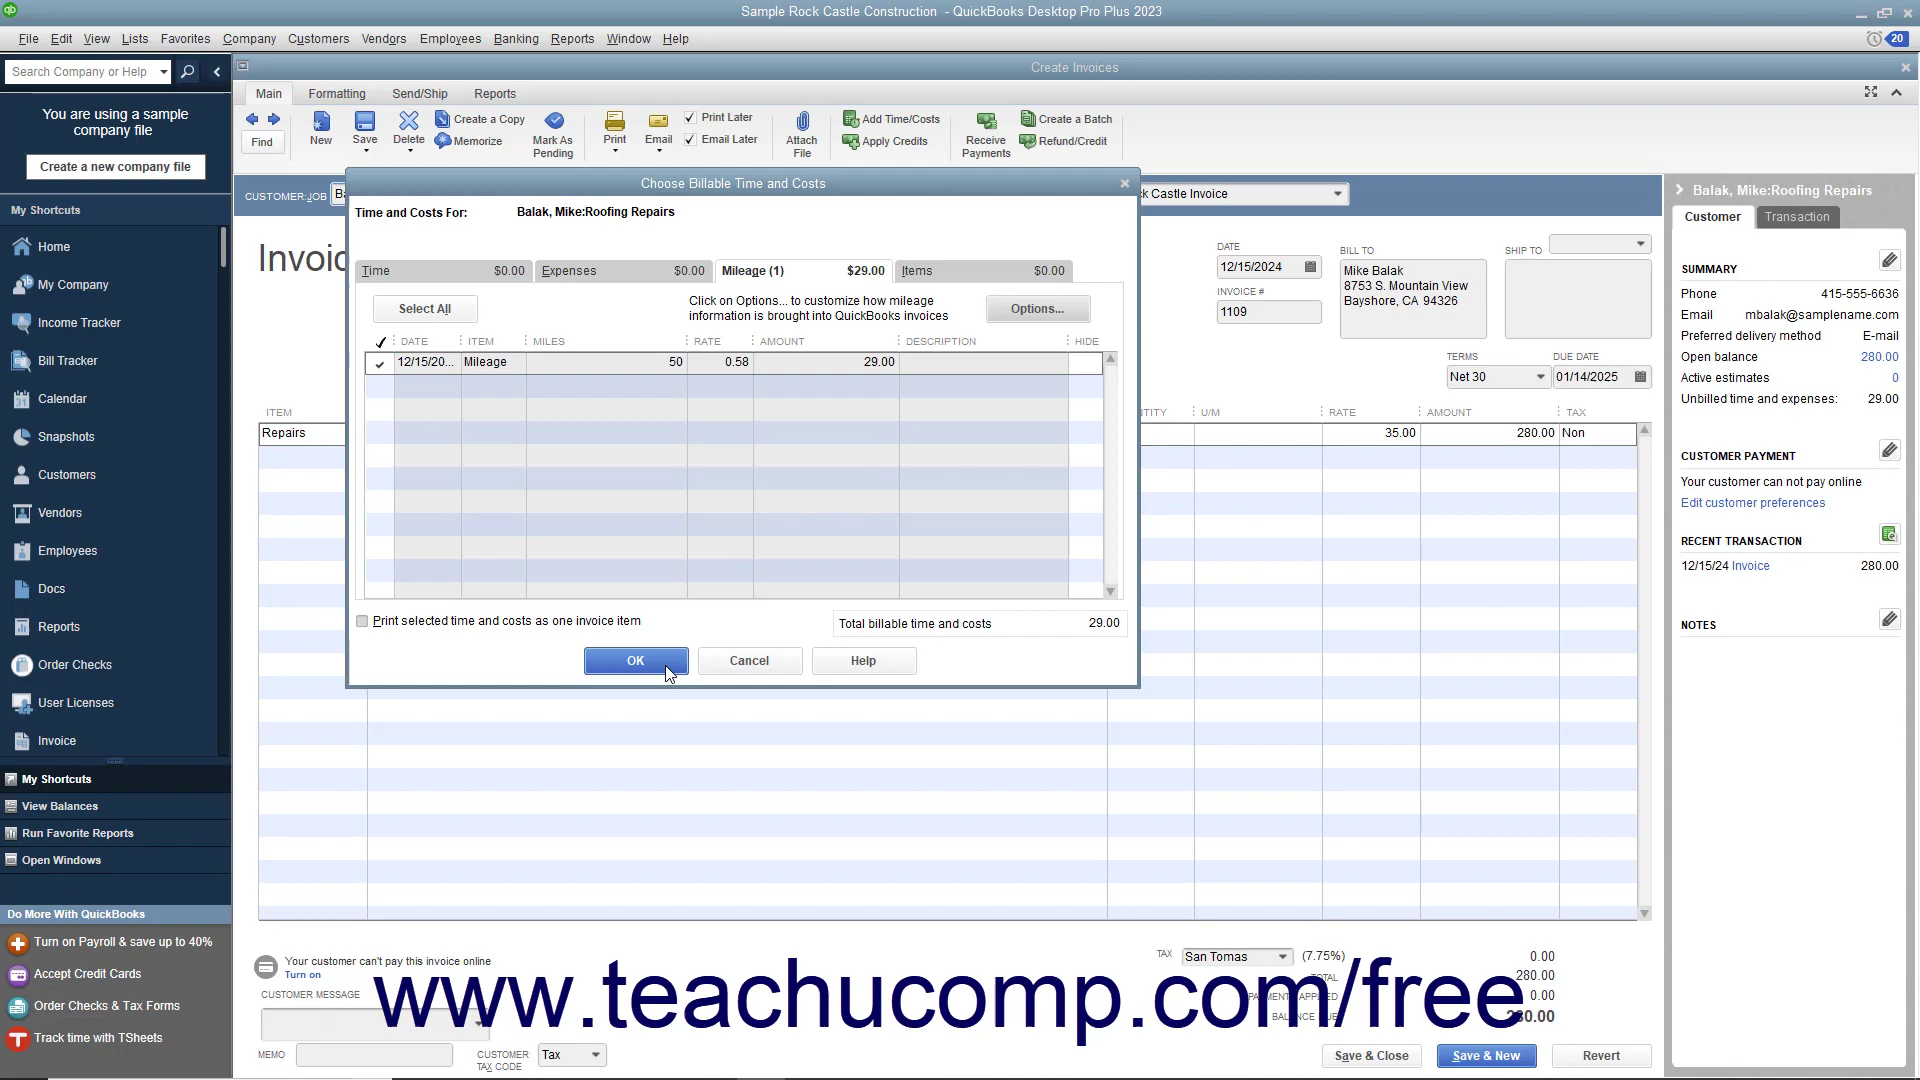 Sample Rock Castle Construction - QuickBooks Desktop Pro Plus 2023
File Edit View Lists Favorites Company Customers Vendors Employees Banking Reports Window Help
20
Search Company or Help
Create Invoices
You are using a sample
company file
Create a new company file
My Shortcuts
Home
My Company
Income Tracker
Bill Tracker
Calendar
Snapshots
Customers
Vendors
Employees
Docs
Reports
Order Checks
User Licenses
Invoice
My Shortcuts
View Balances
Run Favorite Reports
Open Windows
Do More With QuickBooks
Turn on Payroll & save up to 40%
Accept Credit Cards
Order Checks & Tax Forms
Track time with TSheets
Main Formatting Send/Ship Reports
Find
New
Save
Delete
Create a Copy
Memorize
Mark As
Pending
Print
Email
Print Later
Email Later
Attach
File
Add Time/Costs
Apply Credits
Receive
Payments
Create a Batch
Refund/Credit
CUSTOMER:JOB
Choose Billable Time and Costs
Time and Costs For: Balak, Mike:Roofing Repairs
Time $0.00 Expenses $0.00 Mileage (1) $29.00 Items $0.00
Select All
Click on Options... to customize how mileage
information is brought into QuickBooks invoices
Options...
DATE ITEM MILES RATE AMOUNT DESCRIPTION HIDE
12/15/20... Mileage 50 0.58 29.00
Print selected time and costs as one invoice item
Total billable time and costs 29.00
OK Cancel Help
Invoic
k Castle Invoice
DATE
12/15/2024
INVOICE #
1109
BILL TO
Mike Balak
8753 S. Mountain View
Bayshore, CA 94326
SHIP TO
TERMS
Net 30
DUE DATE
01/14/2025
ITEM TITY U/M RATE AMOUNT TAX
Repairs 35.00 280.00 Non
Your customer can't pay this invoice online
Turn on
CUSTOMER MESSAGE
MEMO
CUSTOMER
TAX CODE
Tax
TAX San Tomas (7.75%) 0.00
TOTAL 280.00
0.00
Save & Close Save & New Revert
Balak, Mike:Roofing Repairs
Customer Transaction
SUMMARY
Phone 415-555-6636
Email mbalak@samplename.com
Preferred delivery method E-mail
Open balance 280.00
Active estimates 0
Unbilled time and expenses: 29.00
CUSTOMER PAYMENT
Your customer can not pay online
Edit customer preferences
RECENT TRANSACTION
12/15/24 Invoice 280.00
NOTES
www.teachucomp.com/free